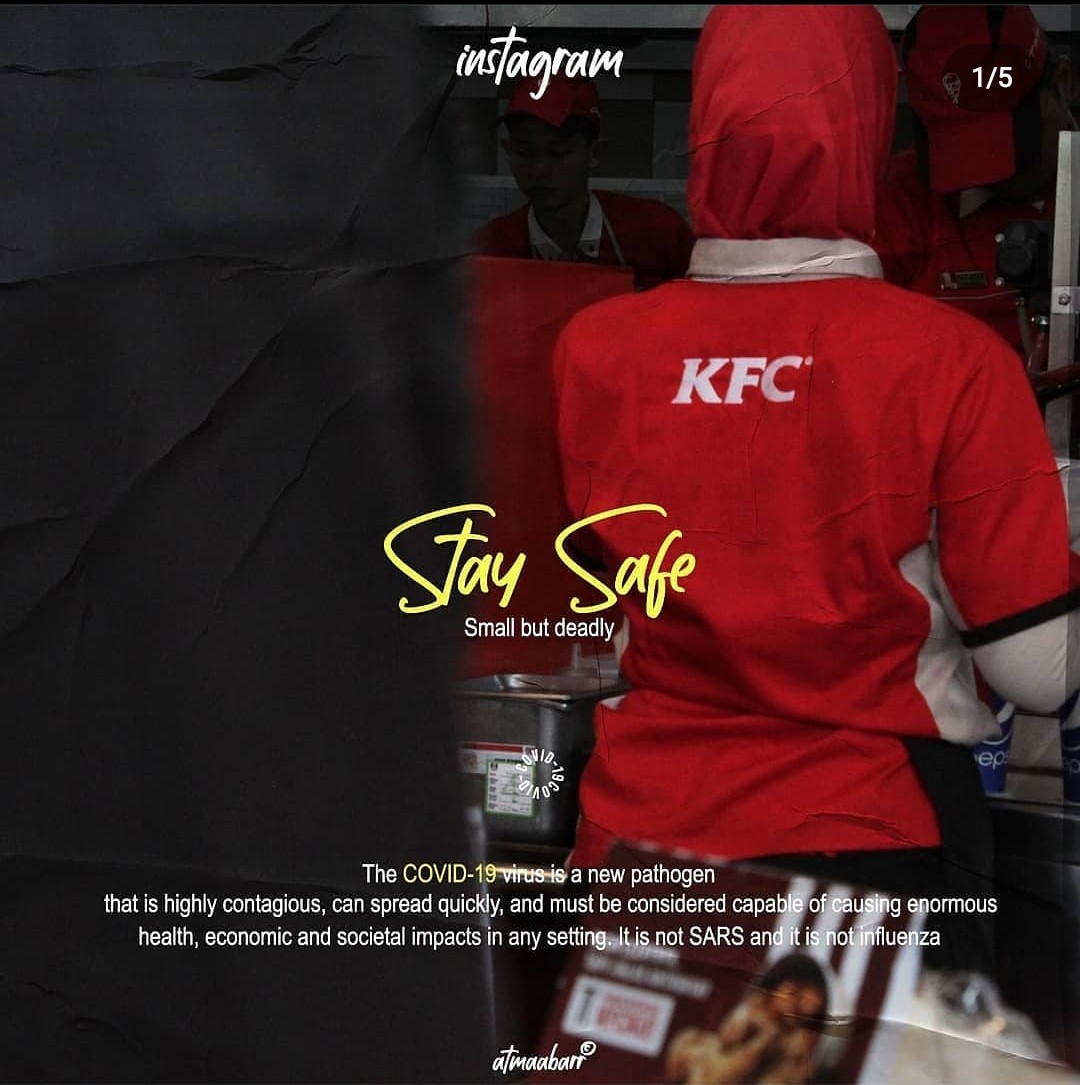 instagram
1/5
KFC
Stay Safe
Small but deadly
COVID-19 COVID-19
The COVID-19 virus is a new pathogen
that is highly contagious, can spread quickly, and must be considered capable of causing enormous
health, economic and societal impacts in any setting. It is not SARS and it is not influenza
atmaabarr©